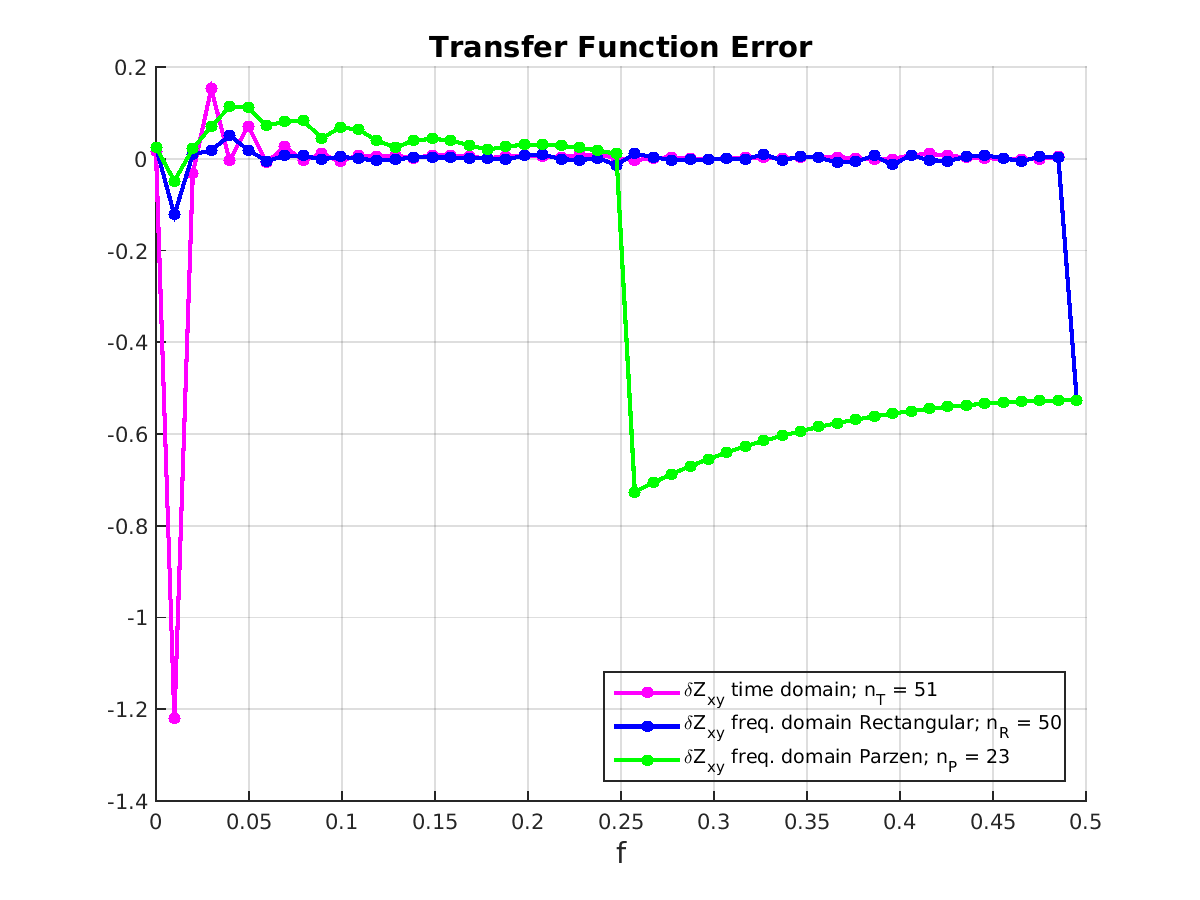 Transfer Function Error
0.2
0
-0.2
-0.4
-0.6
-0.8
-1
-1.2
-1.4
0 0.05 0.1 0.15 0.2 0.25 0.3 0.35 0.4 0.45 0.5
f
δZxy time domain; nT = 51
δZxy freq. domain Rectangular; nR = 50
δZxy freq. domain Parzen; nP = 23